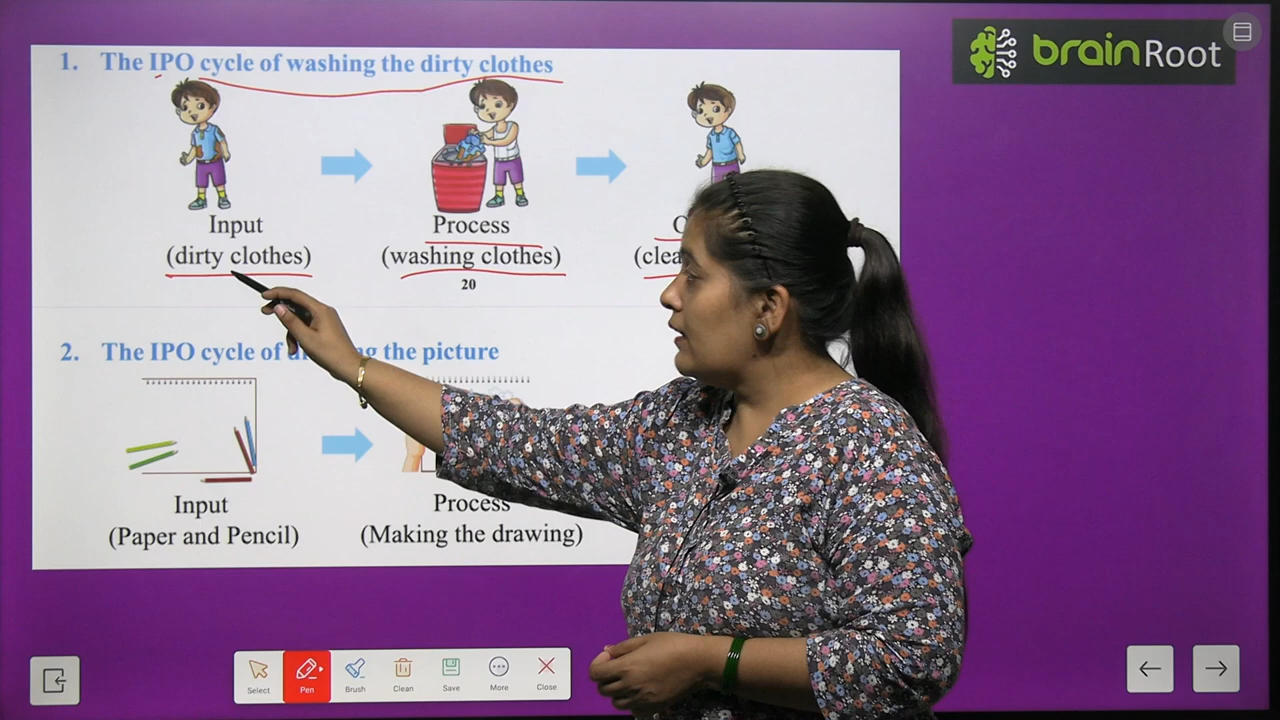 brainRoot
1. The IPO cycle of washing the dirty clothes
Input
Process
(dirty clothes)
(washing clothes)
20
2. The IPO cycle of the picture
Input
Process
(Paper and Pencil)
(Making the drawing)
Select
Pen
Brush
Clean
Save
More
Close